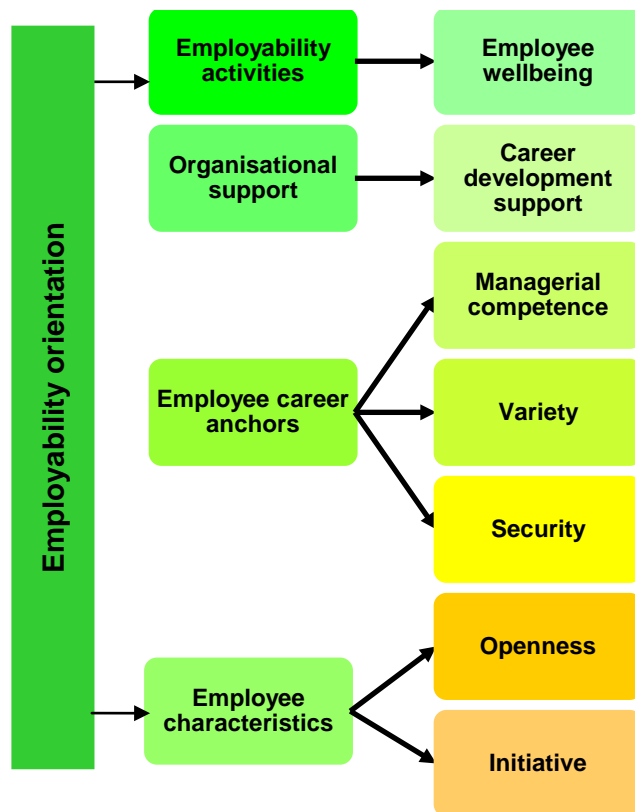 Employability orientation
Employability
activities
Employee
wellbeing
Organisational
support
Career
development
support
Employee career
anchors
Managerial
competence
Variety
Security
Employee
characteristics
Openness
Initiative